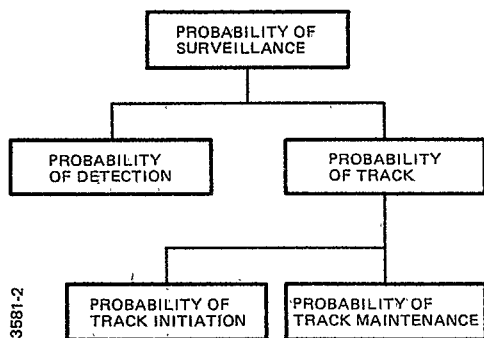 PROBABILITY OF
SURVEILLANCE
PROBABILITY
OF DETECTION
PROBABILITY
OF TRACK
PROBABILITY OF
TRACK INITIATION
PROBABILITY OF
TRACK MAINTENANCE
3581-2